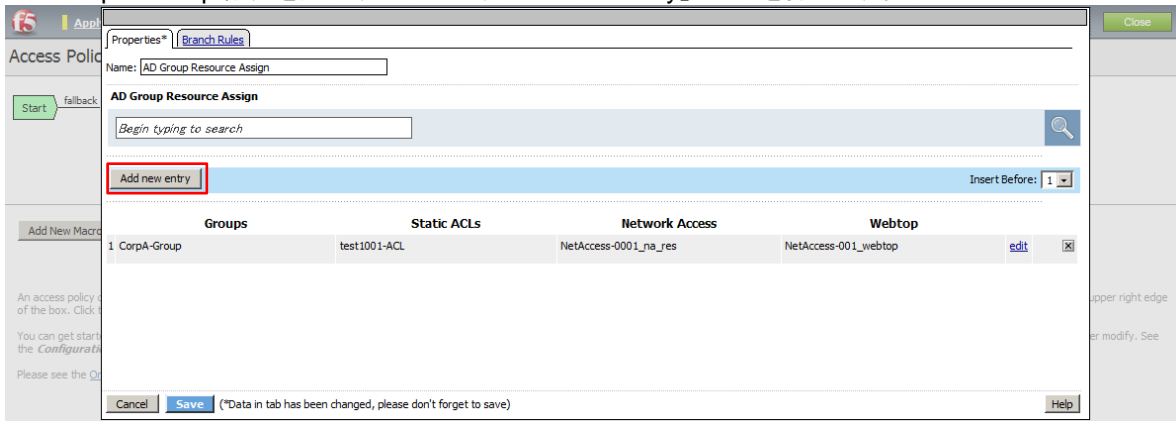 f5
Appl
Close
Properties*
Branch Rules
Access Polic
Name: AD Group Resource Assign
AD Group Resource Assign
Start
fallback
Begin typing to search
Add new entry
Insert Before: 1
Add New Macro
Groups
Static ACLs
Network Access
Webtop
1 CorpA-Group
test1001-ACL
NetAccess-0001_na_res
NetAccess-001_webtop
edit
An access policy
upper right edge
of the box. Click
You can get start
er modify. See
the Configurati
Please see the
Cancel
Save
(*Data in tab has been changed, please don't forget to save)
Help